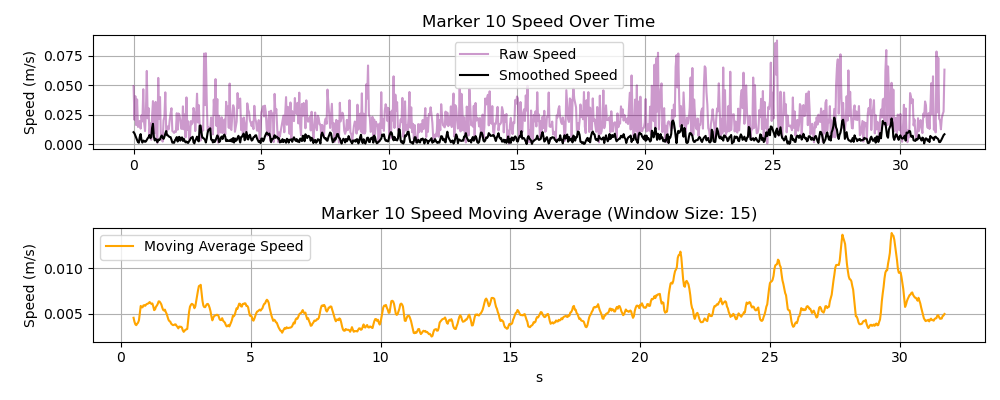 Marker 10 Speed Over Time
Speed (m/s)
0.075
0.050
0.025
0.000
Raw Speed
Smoothed Speed
0 5 10 15 20 25 30
s
Marker 10 Speed Moving Average (Window Size: 15)
Speed (m/s)
0.010
0.005
Moving Average Speed
0 5 10 15 20 25 30
s